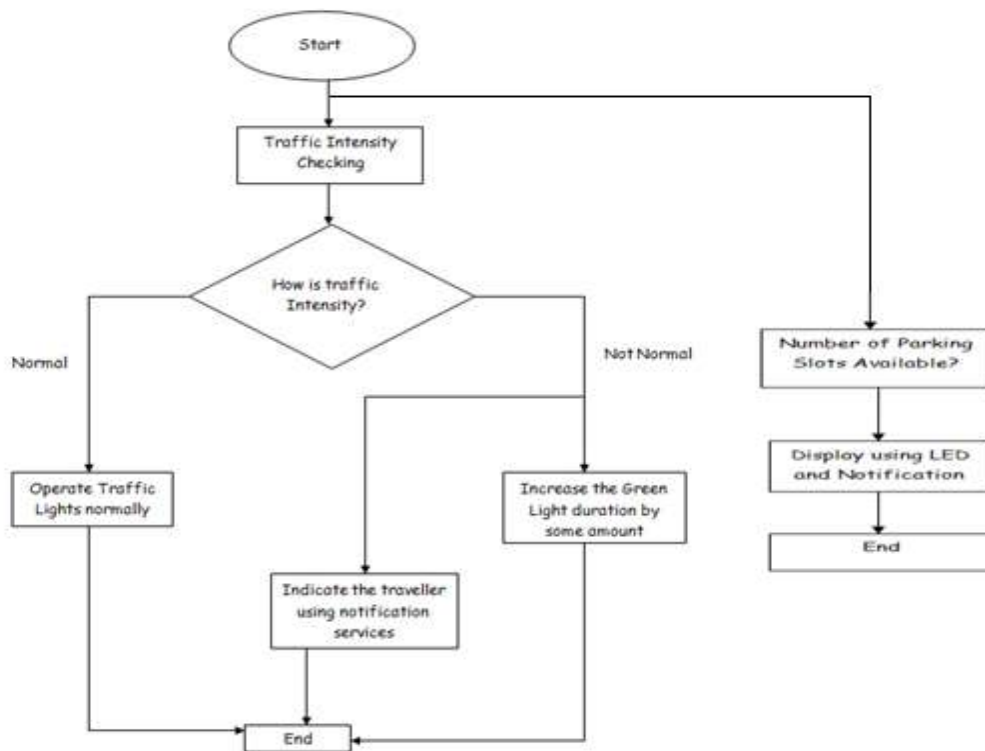 Start
Traffic Intensity
Checking
How is traffic
Intensity?
Normal
Not Normal
Number of Parking
Slots Available?
Operate Traffic
Lights normally
Increase the Green
Light duration by
some amount
Display using LED
and Notification
End
Indicate the traveller
using notification
services
End